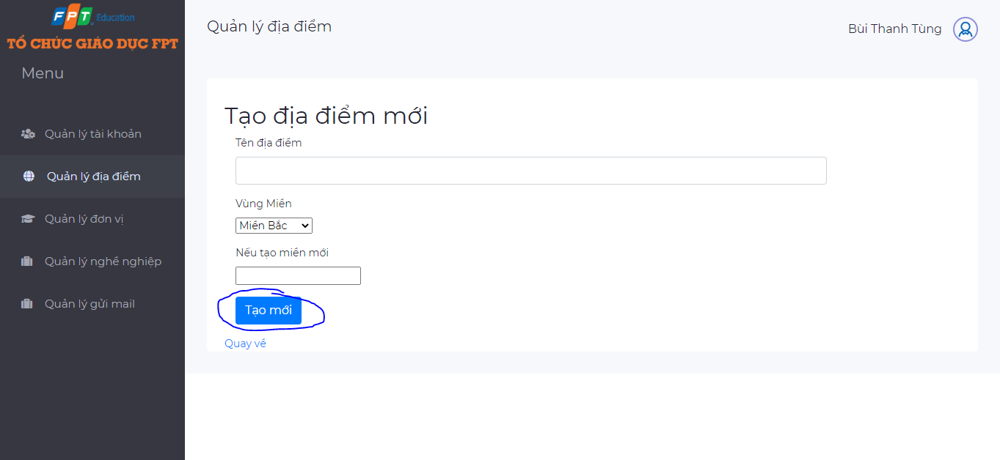 FPT Education
TỔ CHỨC GIÁO DỤC FPT
Menu
Quản lý tài khoản
Quản lý địa điểm
Quản lý đơn vị
Quản lý nghề nghiệp
Quản lý gửi mail
Quản lý địa điểm
Bùi Thanh Tùng
Tạo địa điểm mới
Tên địa điểm
Vùng Miền
Miền Bắc
Nếu tạo miền mới
Tạo mới
Quay về